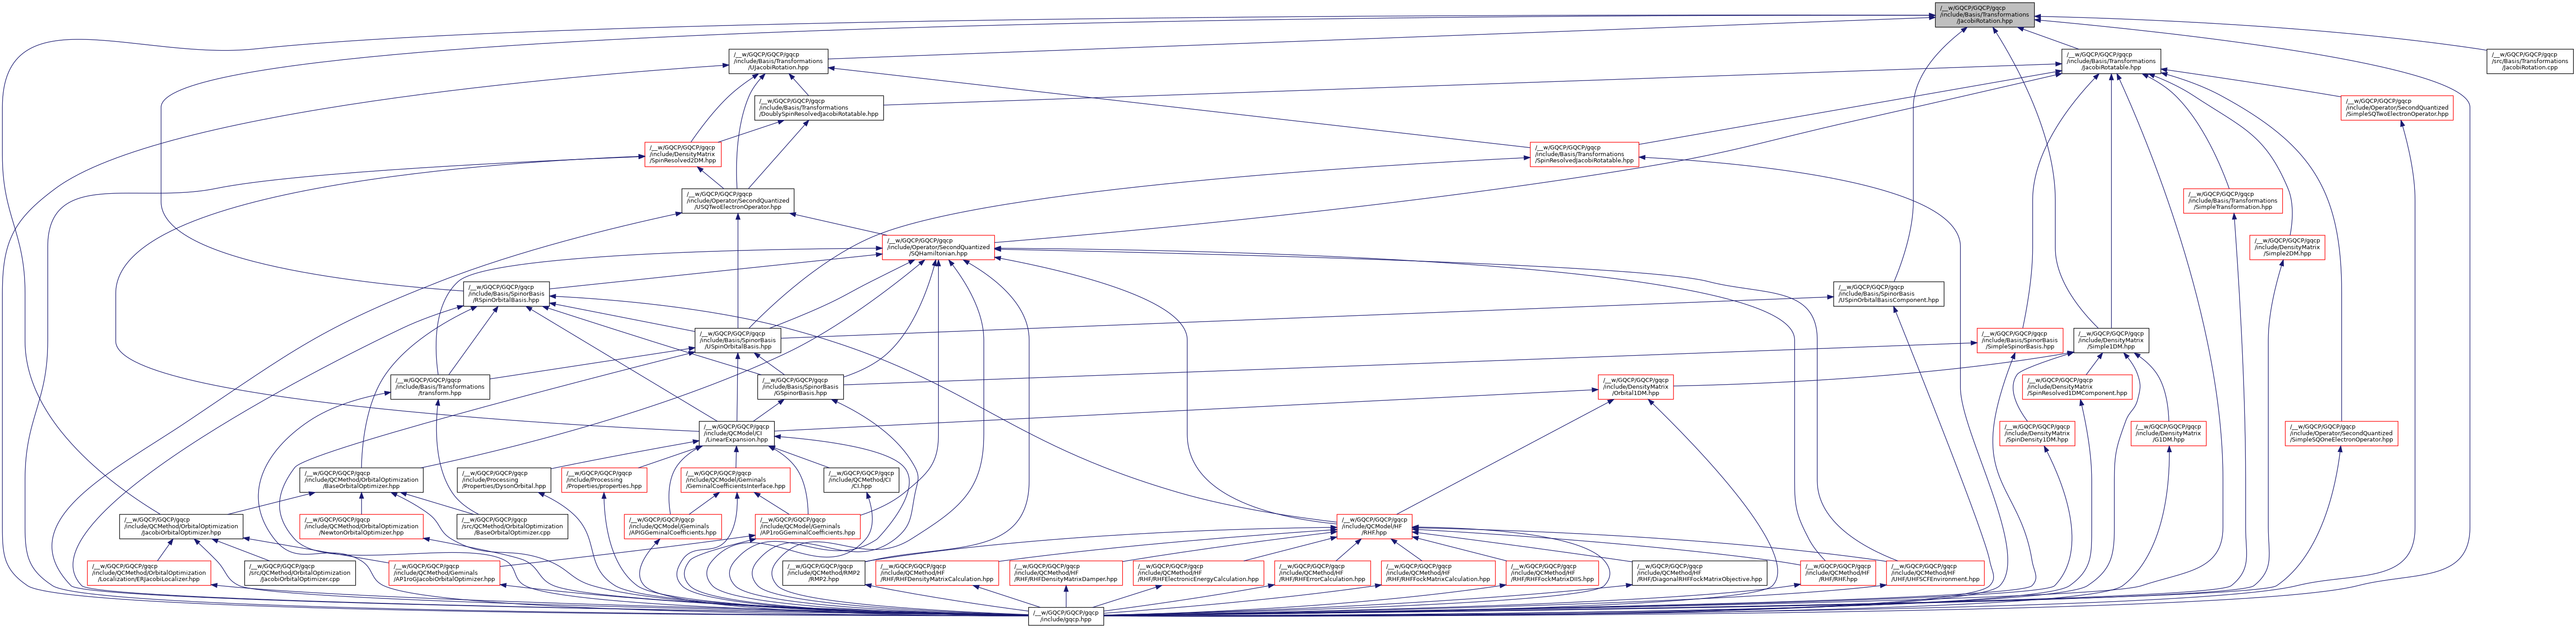 /__w/GQCP/GQCP/gqcp
/include/Basis/Transformations
/JacobiRotation.hpp
/__w/GQCP/GQCP/gqcp
/include/Basis/Transformations
/UJacobiRotation.hpp
/__w/GQCP/GQCP/gqcp
/include/Basis/Transformations
/JacobiRotatable.hpp
/__w/GQCP/GQCP/gqcp
/src/Basis/Transformations
/JacobiRotation.cpp
/__w/GQCP/GQCP/gqcp
/include/Basis/Transformations
/DoublySpinResolvedJacobiRotatable.hpp
/__w/GQCP/GQCP/gqcp
/include/Operator/SecondQuantized
/SimpleSQTwoElectronOperator.hpp
/__w/GQCP/GQCP/gqcp
/include/DensityMatrix
/SpinResolved2DM.hpp
/__w/GQCP/GQCP/gqcp
/include/Basis/Transformations
/SpinResolvedJacobiRotatable.hpp
/__w/GQCP/GQCP/gqcp
/include/Operator/SecondQuantized
/USQTwoElectronOperator.hpp
/__w/GQCP/GQCP/gqcp
/include/Basis/Transformations
/SimpleTransformation.hpp
/__w/GQCP/GQCP/gqcp
/include/Operator/SecondQuantized
/SQHamiltonian.hpp
/__w/GQCP/GQCP/gqcp
/include/DensityMatrix
/Simple2DM.hpp
/__w/GQCP/GQCP/gqcp
/include/Basis/SpinorBasis
/RSpinOrbitalBasis.hpp
/__w/GQCP/GQCP/gqcp
/include/Basis/SpinorBasis
/USpinOrbitalBasisComponent.hpp
/__w/GQCP/GQCP/gqcp
/include/Basis/SpinorBasis
/USpinOrbitalBasis.hpp
/__w/GQCP/GQCP/gqcp
/include/Basis/SpinorBasis
/SimpleSpinorBasis.hpp
/__w/GQCP/GQCP/gqcp
/include/DensityMatrix
/Simple1DM.hpp
/__w/GQCP/GQCP/gqcp
/include/Basis/Transformations
/transform.hpp
/__w/GQCP/GQCP/gqcp
/include/Basis/SpinorBasis
/GSpinorBasis.hpp
/__w/GQCP/GQCP/gqcp
/include/DensityMatrix
/Orbital1DM.hpp
/__w/GQCP/GQCP/gqcp
/include/DensityMatrix
/SpinResolved1DMComponent.hpp
/__w/GQCP/GQCP/gqcp
/include/QCModel/CI
/LinearExpansion.hpp
/__w/GQCP/GQCP/gqcp
/include/DensityMatrix
/SpinDensity1DM.hpp
/__w/GQCP/GQCP/gqcp
/include/DensityMatrix
/G1DM.hpp
/__w/GQCP/GQCP/gqcp
/include/Operator/SecondQuantized
/SimpleSQOneElectronOperator.hpp
/__w/GQCP/GQCP/gqcp
/include/QCMethod/OrbitalOptimization
/BaseOrbitalOptimizer.hpp
/__w/GQCP/GQCP/gqcp
/include/Processing
/Properties/DysonOrbital.hpp
/__w/GQCP/GQCP/gqcp
/include/Processing
/Properties/properties.hpp
/__w/GQCP/GQCP/gqcp
/include/QCModel/Geminals
/GeminalCoefficientsInterface.hpp
/__w/GQCP/GQCP/gqcp
/include/QCMethod/CI
/CI.hpp
/__w/GQCP/GQCP/gqcp
/include/QCMethod/OrbitalOptimization
/JacobiOrbitalOptimizer.hpp
/__w/GQCP/GQCP/gqcp
/include/QCMethod/OrbitalOptimization
/NewtonOrbitalOptimizer.hpp
/__w/GQCP/GQCP/gqcp
/src/QCMethod/OrbitalOptimization
/BaseOrbitalOptimizer.cpp
/__w/GQCP/GQCP/gqcp
/include/QCModel/Geminals
/APIGGeminalCoefficients.hpp
/__w/GQCP/GQCP/gqcp
/include/QCModel/Geminals
/AP1roGGeminalCoefficients.hpp
/__w/GQCP/GQCP/gqcp
/include/QCModel/HF
/RHF.hpp
/__w/GQCP/GQCP/gqcp
/include/QCMethod/OrbitalOptimization
/Localization/ERJacobiLocalizer.hpp
/__w/GQCP/GQCP/gqcp
/src/QCMethod/OrbitalOptimization
/JacobiOrbitalOptimizer.cpp
/__w/GQCP/GQCP/gqcp
/include/QCMethod/Geminals
/AP1roGJacobiOrbitalOptimizer.hpp
/__w/GQCP/GQCP/gqcp
/include/QCMethod/RMP2
/RMP2.hpp
/__w/GQCP/GQCP/gqcp
/include/QCMethod/HF
/RHF/RHFDensityMatrixCalculation.hpp
/__w/GQCP/GQCP/gqcp
/include/QCMethod/HF
/RHF/RHFDensityMatrixDamper.hpp
/__w/GQCP/GQCP/gqcp
/include/QCMethod/HF
/RHF/RHFElectronicEnergyCalculation.hpp
/__w/GQCP/GQCP/gqcp
/include/QCMethod/HF
/RHF/RHFErrorCalculation.hpp
/__w/GQCP/GQCP/gqcp
/include/QCMethod/HF
/RHF/RHFFockMatrixCalculation.hpp
/__w/GQCP/GQCP/gqcp
/include/QCMethod/HF
/RHF/RHFFockMatrixDIIS.hpp
/__w/GQCP/GQCP/gqcp
/include/QCMethod/HF
/RHF/DiagonalRHFFockMatrixObjective.hpp
/__w/GQCP/GQCP/gqcp
/include/QCMethod/HF
/RHF/RHF.hpp
/__w/GQCP/GQCP/gqcp
/include/QCMethod/HF
/UHF/UHFSCFEnvironment.hpp
/__w/GQCP/GQCP/gqcp
/include/gqcp.hpp